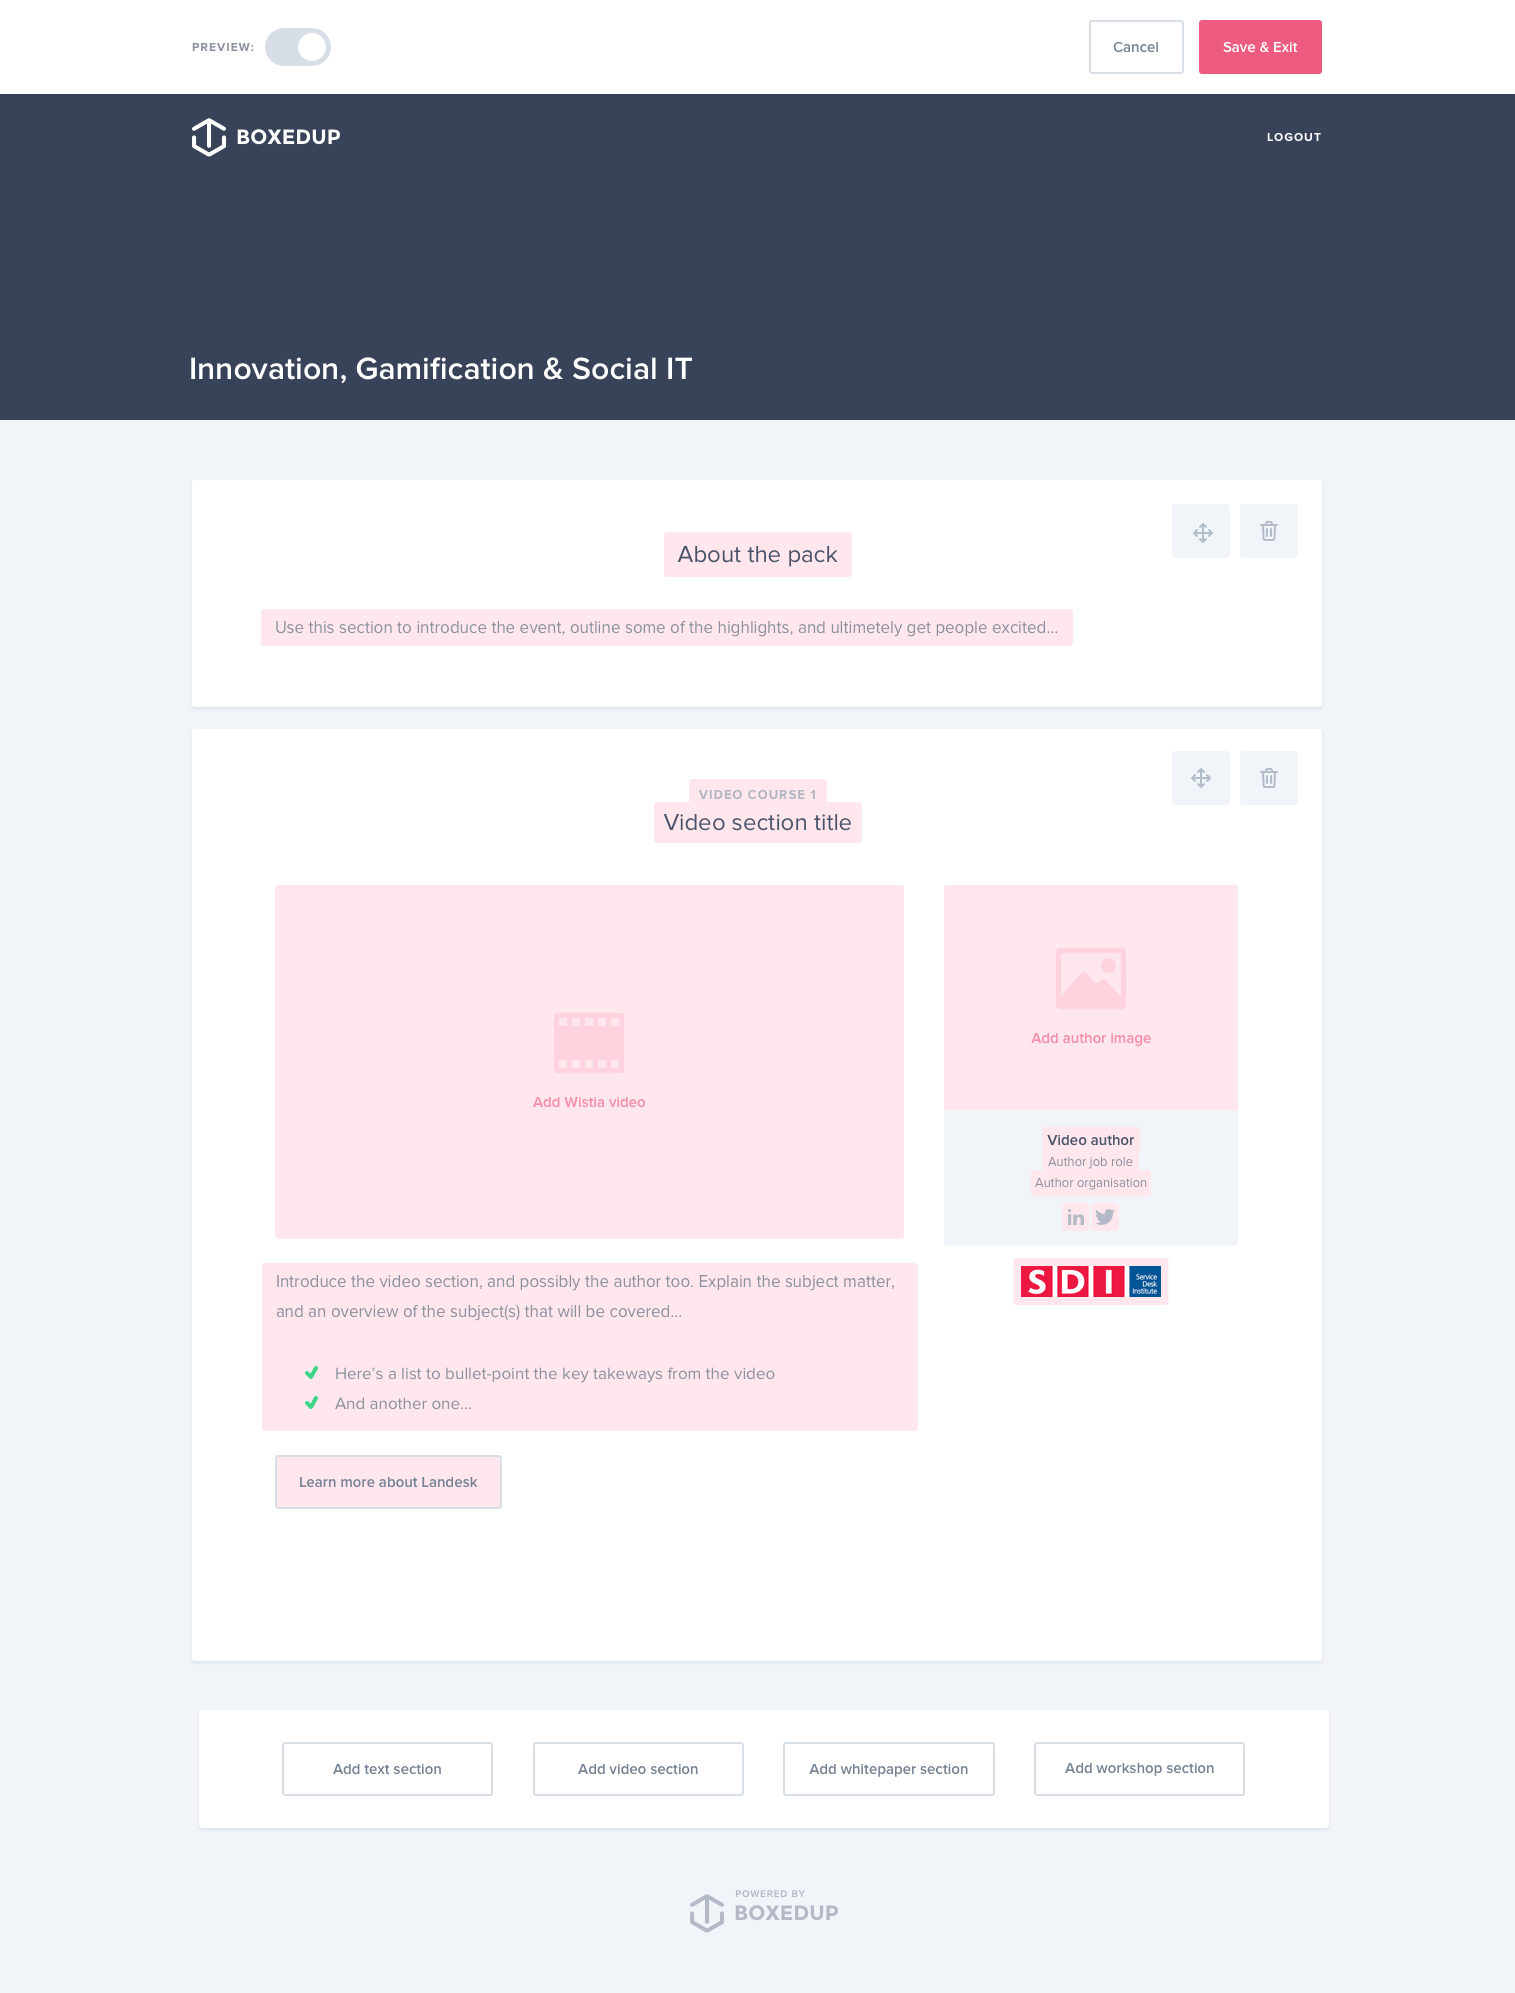 PREVIEW:
Cancel
Save & Exit
BOXEDUP
LOGOUT
Innovation, Gamification & Social IT
About the pack
Use this section to introduce the event, outline some of the highlights, and ultimetely get people excited...
VIDEO COURSE 1
Video section title
Add Wistia video
Add author image
Video author
Author job role
Author organisation
in
SDI
Service
Desk
Institute
Introduce the video section, and possibly the author too. Explain the subject matter,
and an overview of the subject(s) that will be covered...
Here's a list to bullet-point the key takeways from the video
And another one...
Learn more about Landesk
Add text section
Add video section
Add whitepaper section
Add workshop section
POWERED BY
BOXEDUP